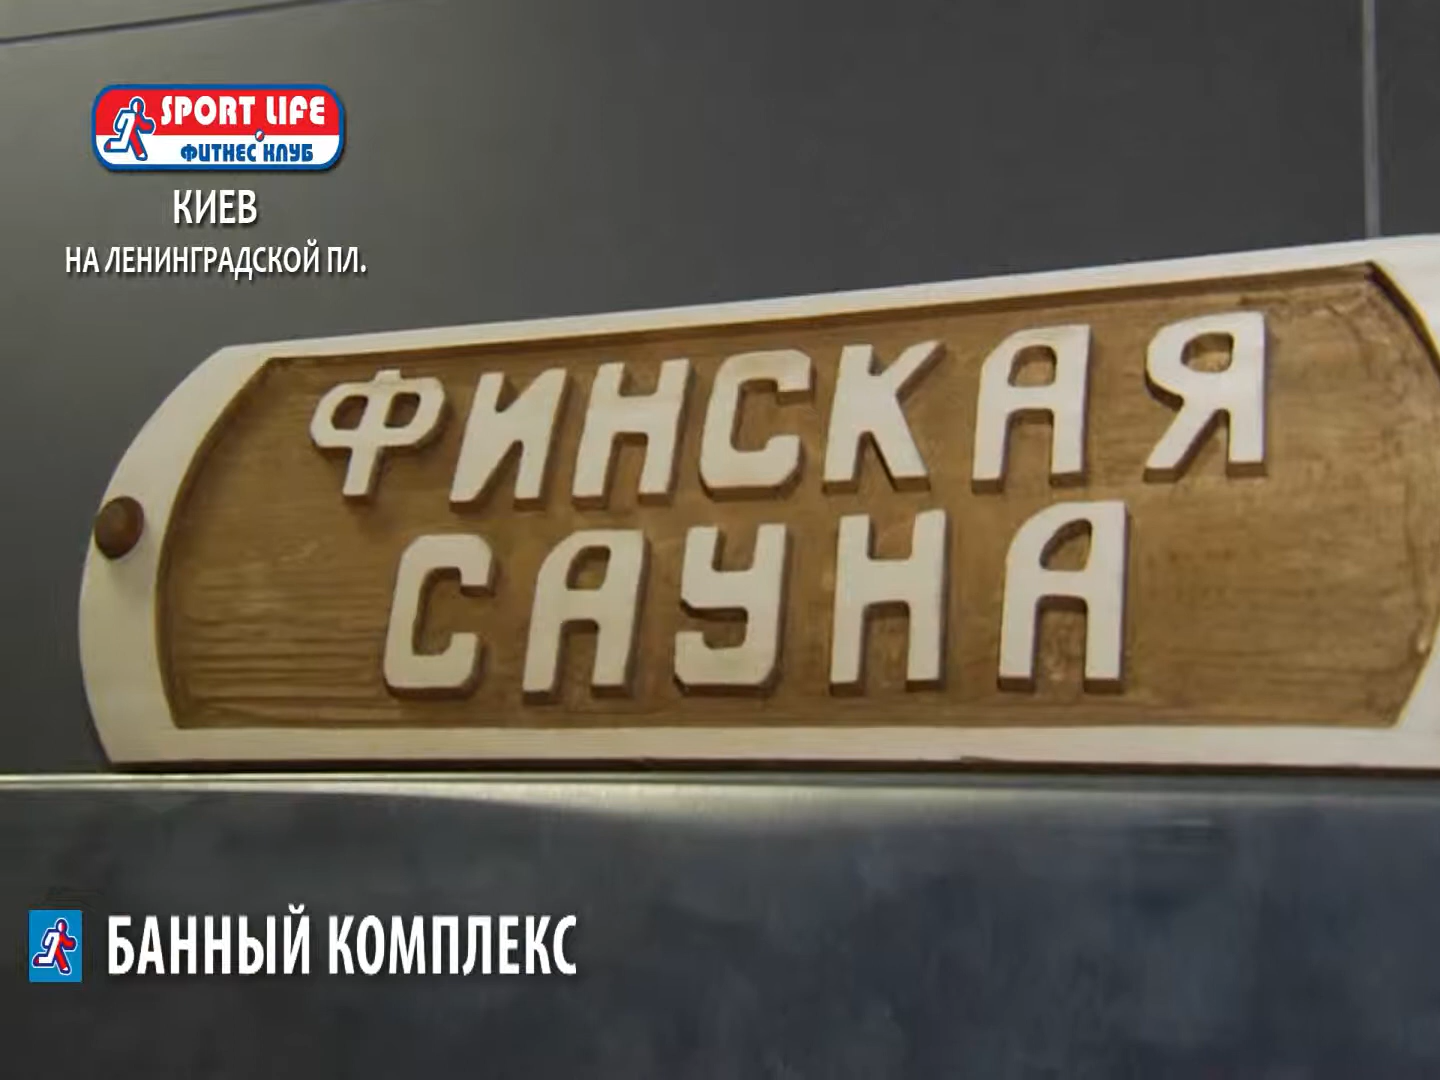 SPORT LIFE
ФИТНЕС КЛУБ
КИЕВ
НА ЛЕНИНГРАДСКОЙ ПЛ.
ФИНСКАЯ
САУНА
БАННЫЙ КОМПЛЕКС